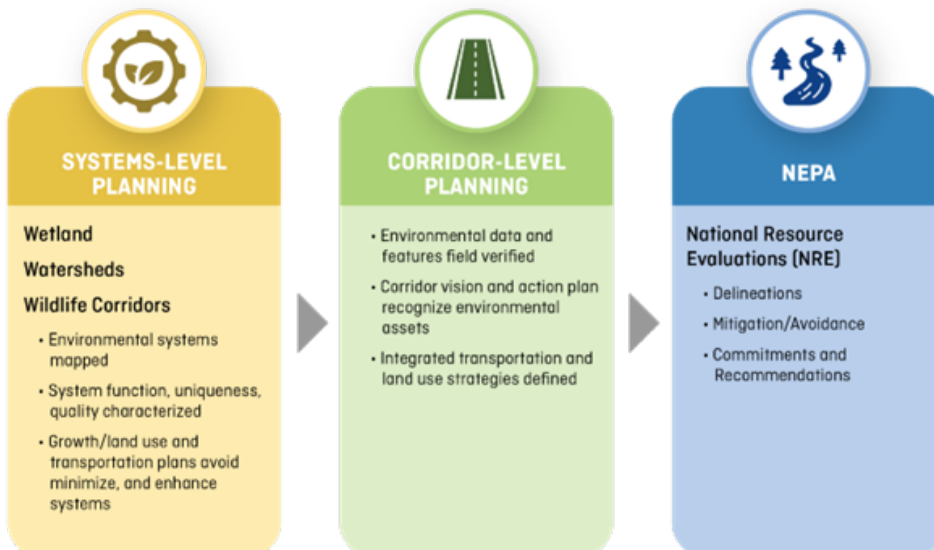 SYSTEMS-LEVEL
PLANNING
Wetland
Watersheds
Wildlife Corridors
• Environmental systems
mapped
• System function, uniqueness,
quality characterized
• Growth/land use and
transportation plans avoid
minimize, and enhance
systems
CORRIDOR-LEVEL
PLANNING
• Environmental data and
features field verified
• Corridor vision and action plan
recognize environmental
assets
• Integrated transportation and
land use strategies defined
NEPA
National Resource
Evaluations (NRE)
• Delineations
• Mitigation/Avoidance
• Commitments and
Recommendations